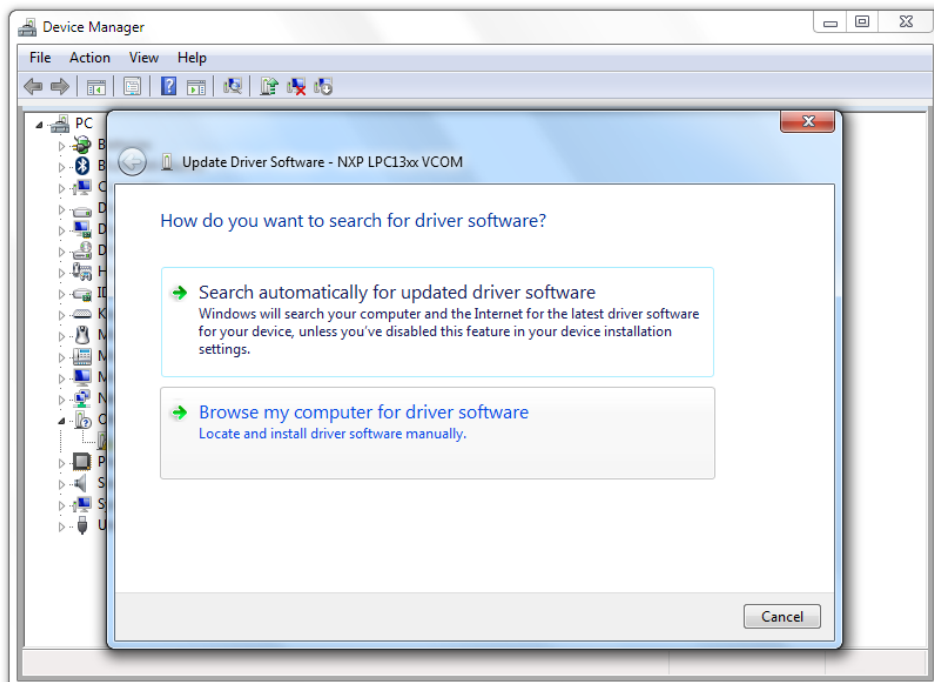 Device Manager
File Action View Help
PC
Update Driver Software - NXP LPC13xx VCOM
How do you want to search for driver software?
Search automatically for updated driver software
Windows will search your computer and the Internet for the latest driver software
for your device, unless you've disabled this feature in your device installation
settings.
Browse my computer for driver software
Locate and install driver software manually.
Cancel